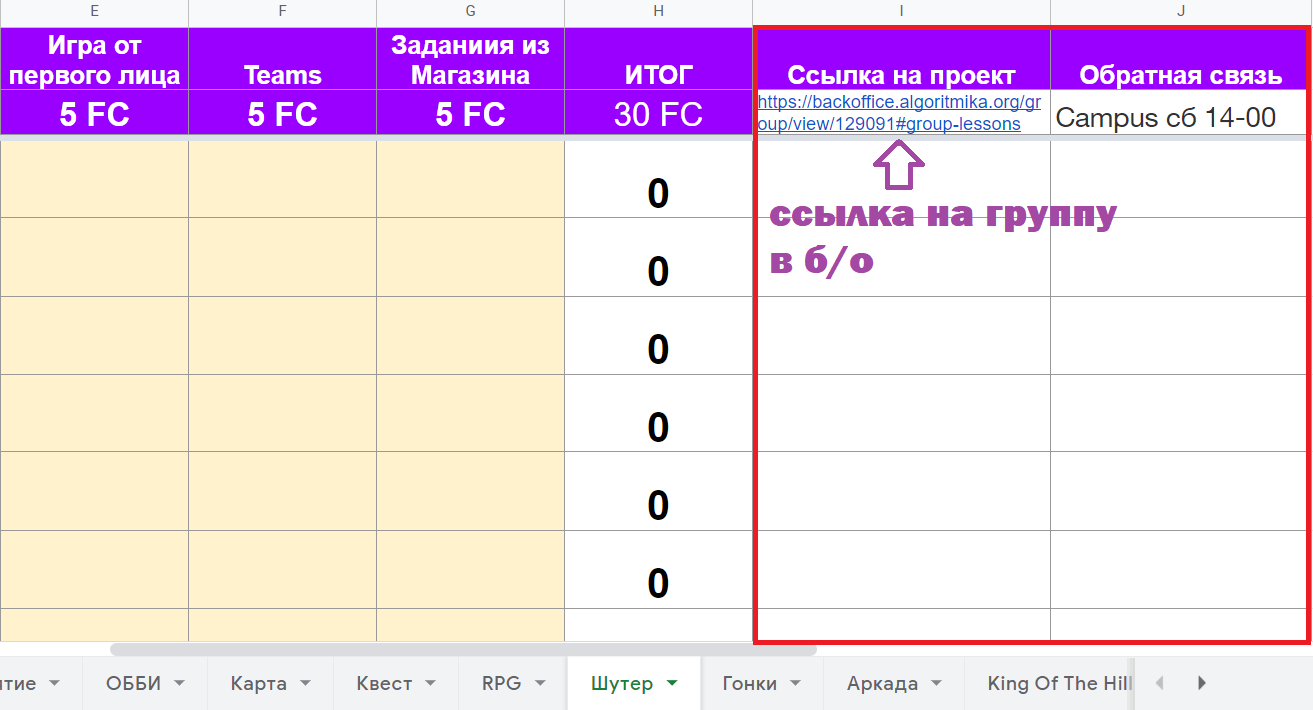 E F G H I J
Игра от
первого лица
Teams
Заданиия из
Магазина
ИТОГ
Ссылка на проект
Обратная связь
5 FC
5 FC
5 FC
30 FC
https://backoffice.algoritmika.org/gr
oup/view/129091#group-lessons
Campus сб 14-00
ссылка на группу
в б/о
0
0
0
0
0
0
тие ОББИ Карта Квест RPG Шутер Гонки Аркада King Of The Hill